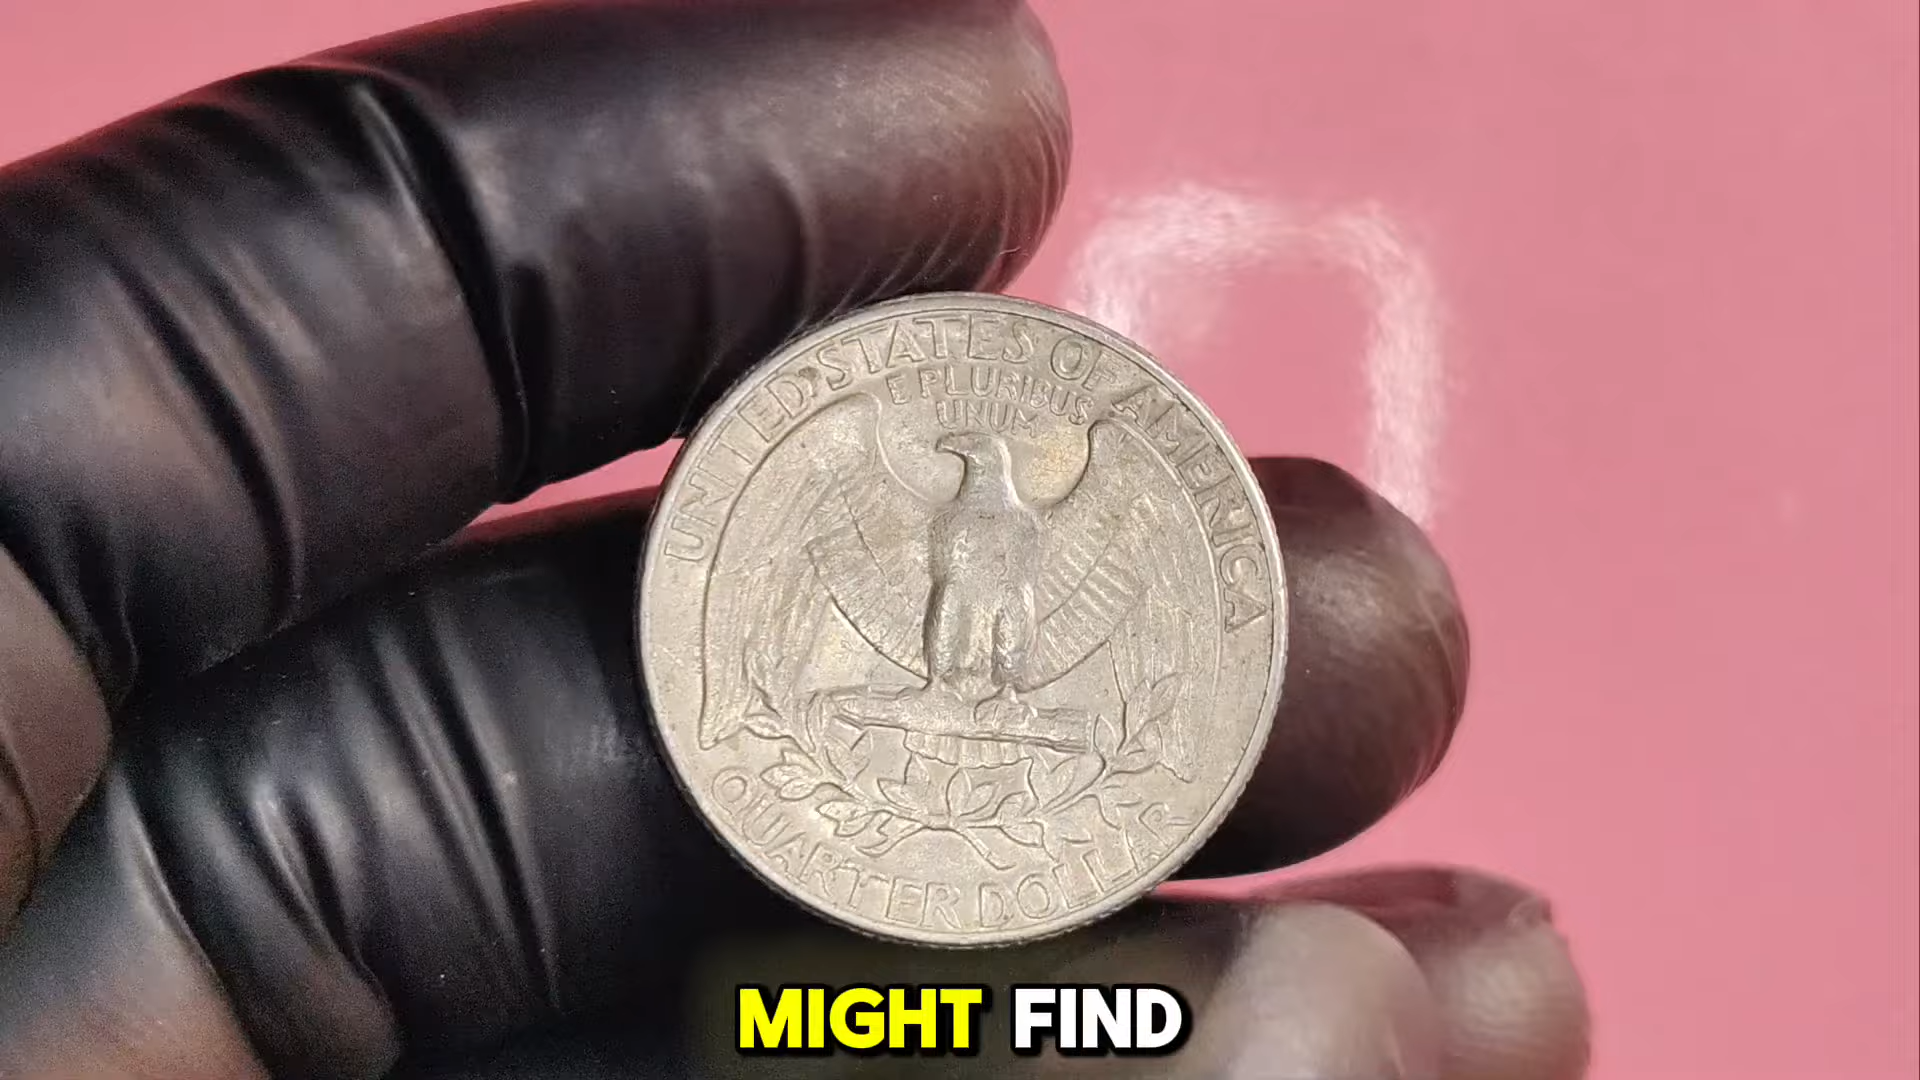 UNITED STATES OF AMERICA
E PLURIBUS
UNUM
QUARTER DOLLAR
MIGHT FIND